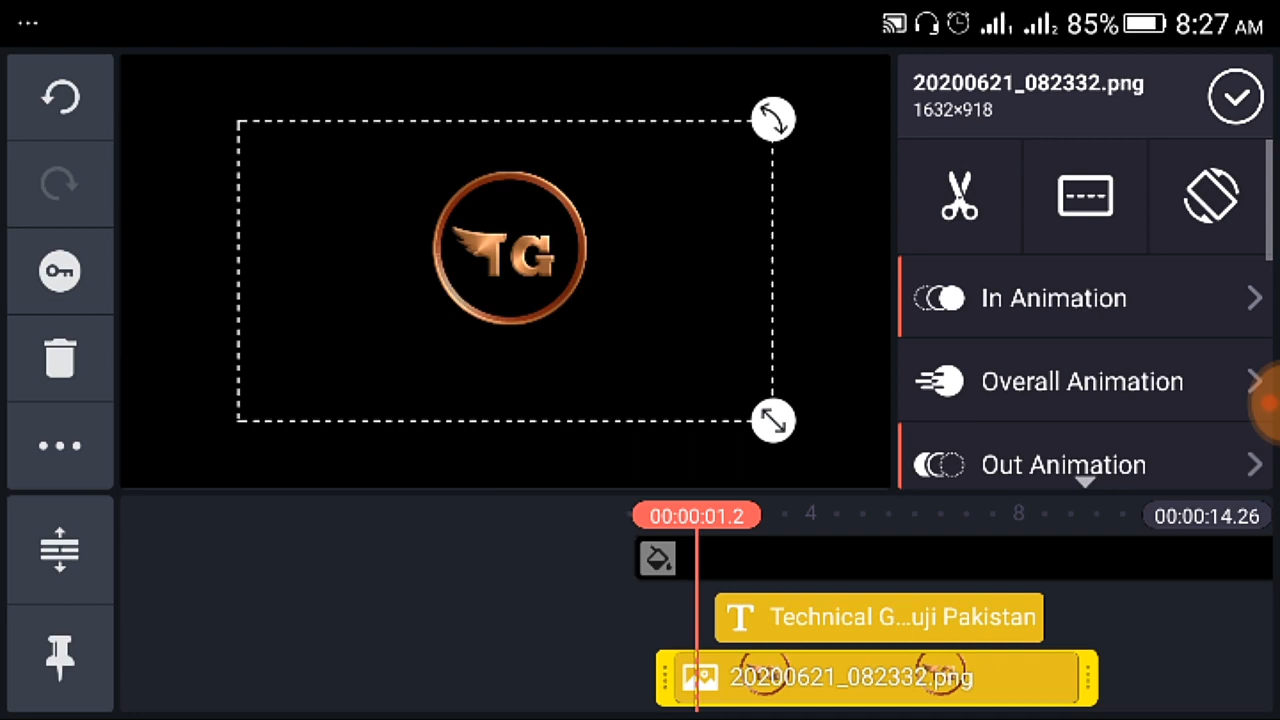 ...
85% 8:27 AM
20200621_082332.png
1632×918
TG
In Animation
Overall Animation
Out Animation
00:00:01.2
4
8
00:00:14.26
T Technical G...uji Pakistan
20200621_082332.png